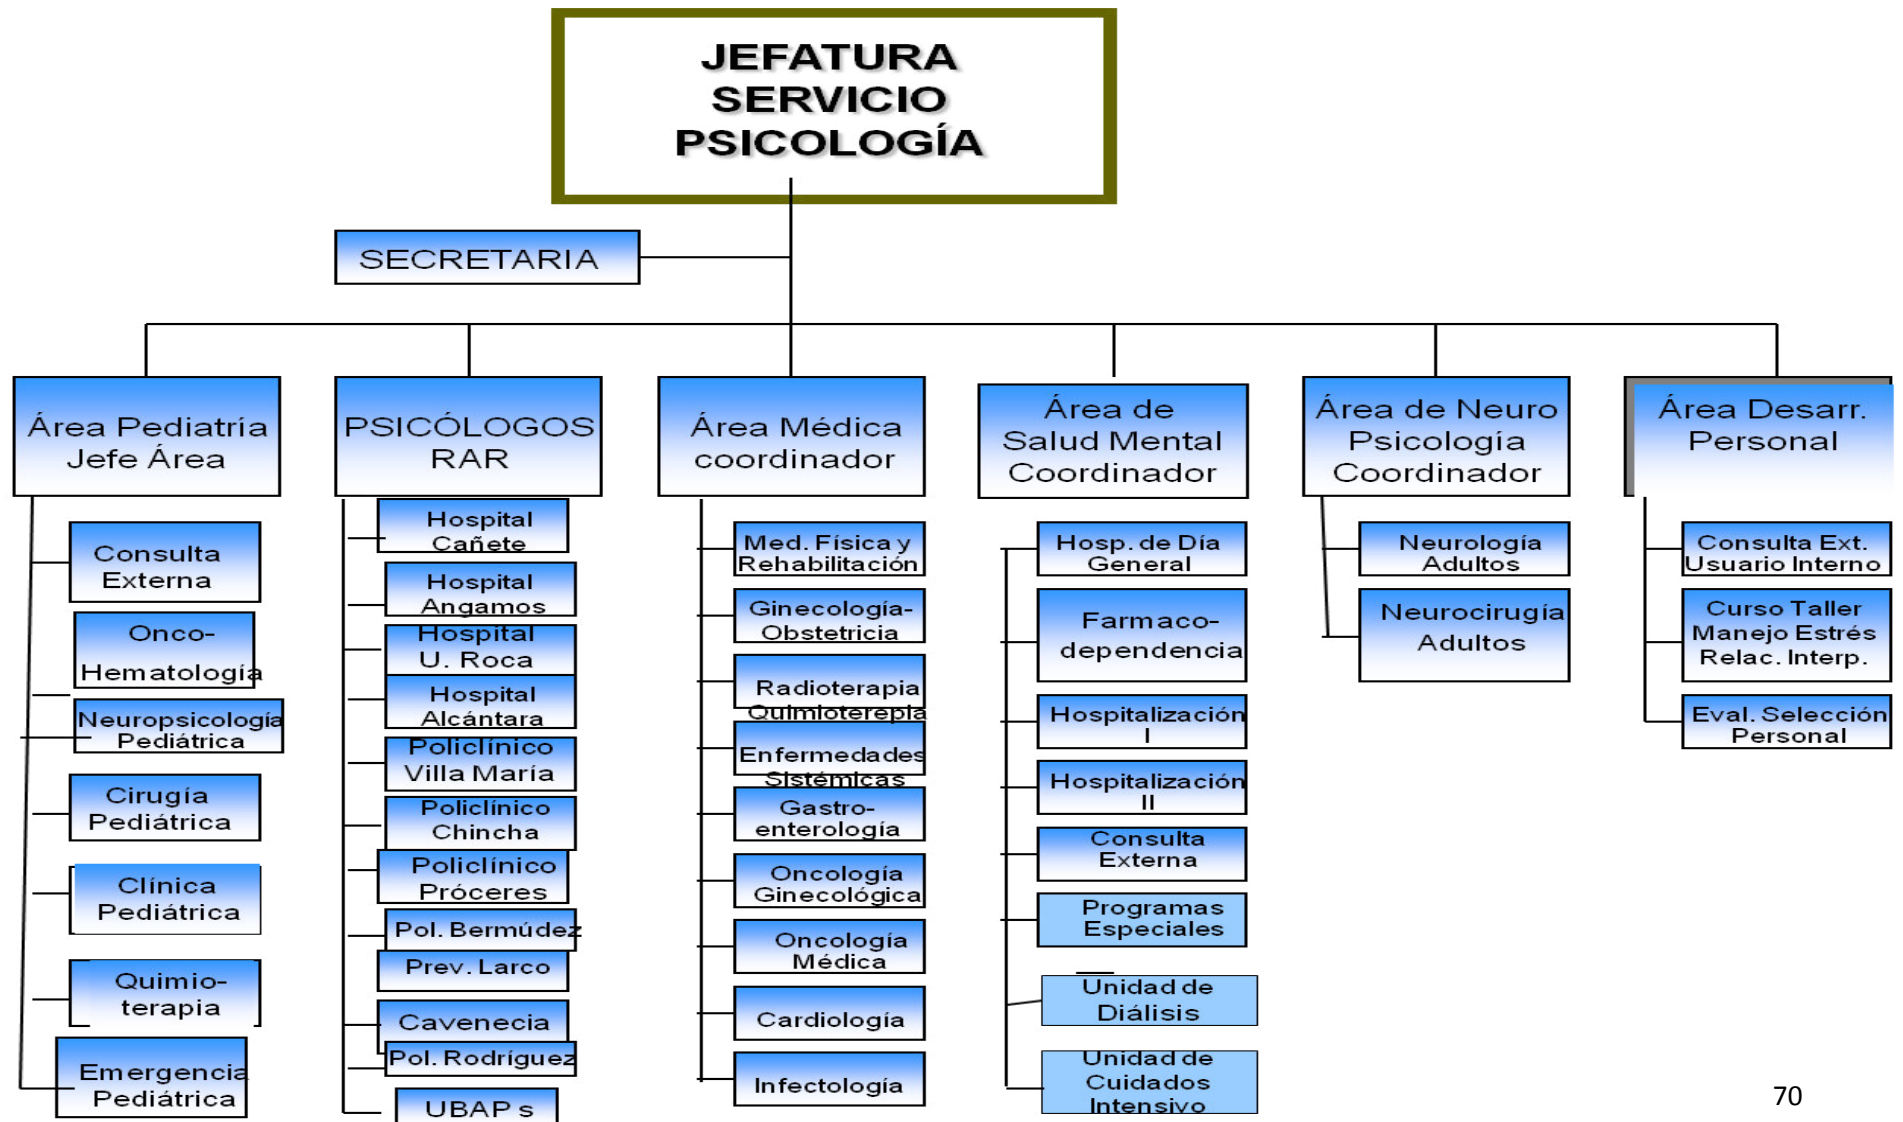 JEFATURA
SERVICIO
PSICOLOGÍA
SECRETARIA
Área Pediatría
Jefe Área
Consulta
Externa
Onco-
Hematología
Neuropsicología
Pediátrica
Cirugía
Pediátrica
Clínica
Pediátrica
Quimio-
terapia
Emergencia
Pediátrica
PSICÓLOGOS
RAR
Hospital
Cañete
Hospital
Angamos
Hospital
U. Roca
Hospital
Alcántara
Policlínico
Villa María
Policlínico
Chincha
Policlínico
Próceres
Pol. Bermúdez
Prev. Larco
Cavenecia
Pol. Rodríguez
UBAP s
Área Médica
coordinador
Med. Física y
Rehabilitación
Ginecología-
Obstetricia
Radioterapia
Quimioterepia
Enfermedades
Sistémicas
Gastro-
enterología
Oncología
Ginecológica
Oncología
Médica
Cardiología
Infectología
Área de
Salud Mental
Coordinador
Hosp. de Día
General
Farmaco-
dependencia
Hospitalización
I
Hospitalización
II
Consulta
Externa
Programas
Especiales
Unidad de
Diálisis
Unidad de
Cuidados
Intensivo
Área de Neuro
Psicología
Coordinador
Neurología
Adultos
Neurocirugía
Adultos
Área Desarr.
Personal
Consulta Ext.
Usuario Interno
Curso Taller
Manejo Estrés
Relac. Interp.
Eval. Selección
Personal
70